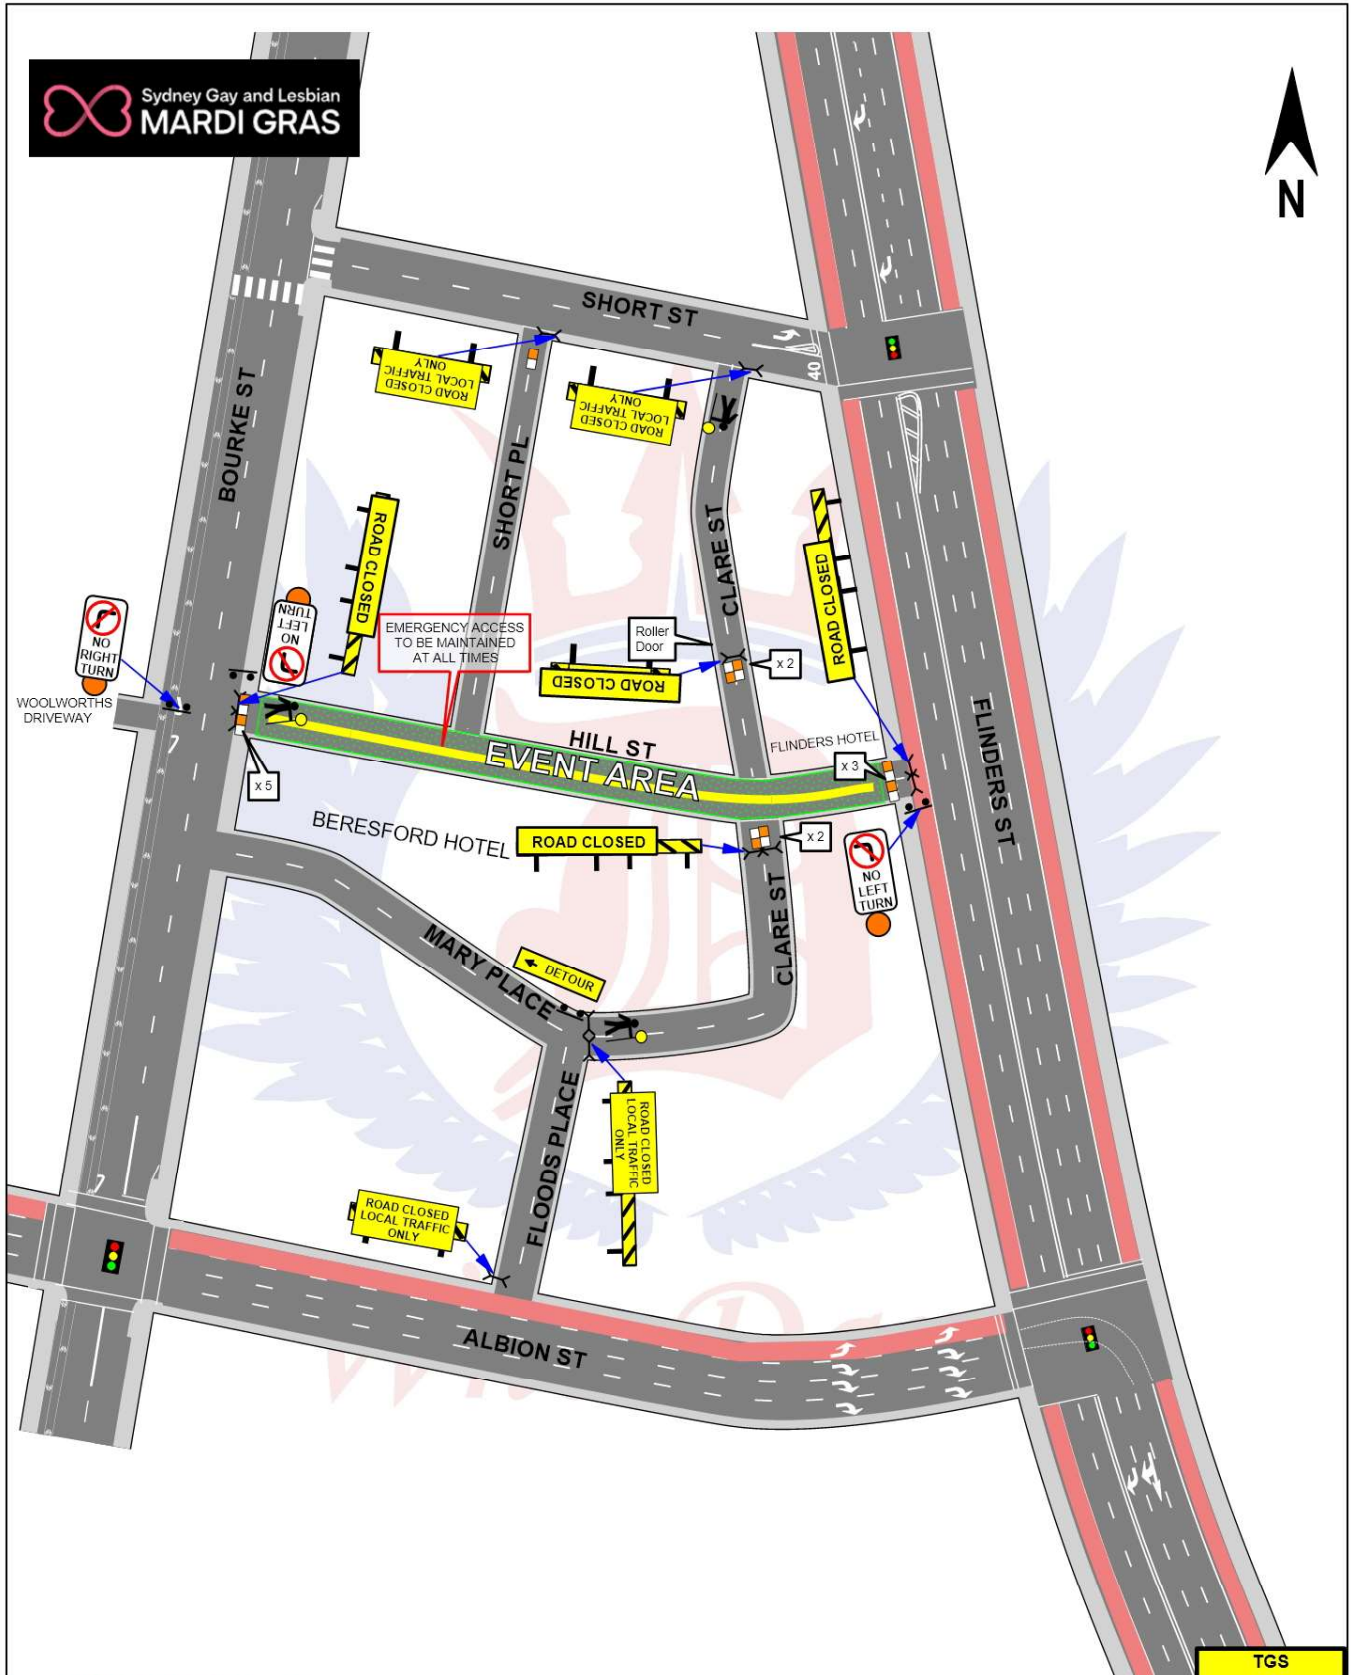 Sydney Gay and Lesbian
MARDI GRAS
N
SHORT ST
40
ROAD CLOSED
LOCAL TRAFFIC
ONLY
ROAD CLOSED
LOCAL TRAFFIC
ONLY
BOURKE ST
SHORT PL
CLARE ST
ROAD CLOSED
ROAD CLOSED
NO
LEFT
TURN
NO
RIGHT
TURN
EMERGENCY ACCESS
TO BE MAINTAINED
AT ALL TIMES
Roller
Door
x 2
ROAD CLOSED
WOOLWORTHS
DRIVEWAY
HILL ST
EVENT AREA
FLINDERS HOTEL
x 3
FLINDERS ST
x 5
BERESFORD HOTEL
ROAD CLOSED
x 2
NO
LEFT
TURN
CLARE ST
MARY PLACE
DETOUR
FLOODS PLACE
ROAD CLOSED
LOCAL TRAFFIC
ONLY
ROAD CLOSED
LOCAL TRAFFIC
ONLY
ALBION ST
TGS